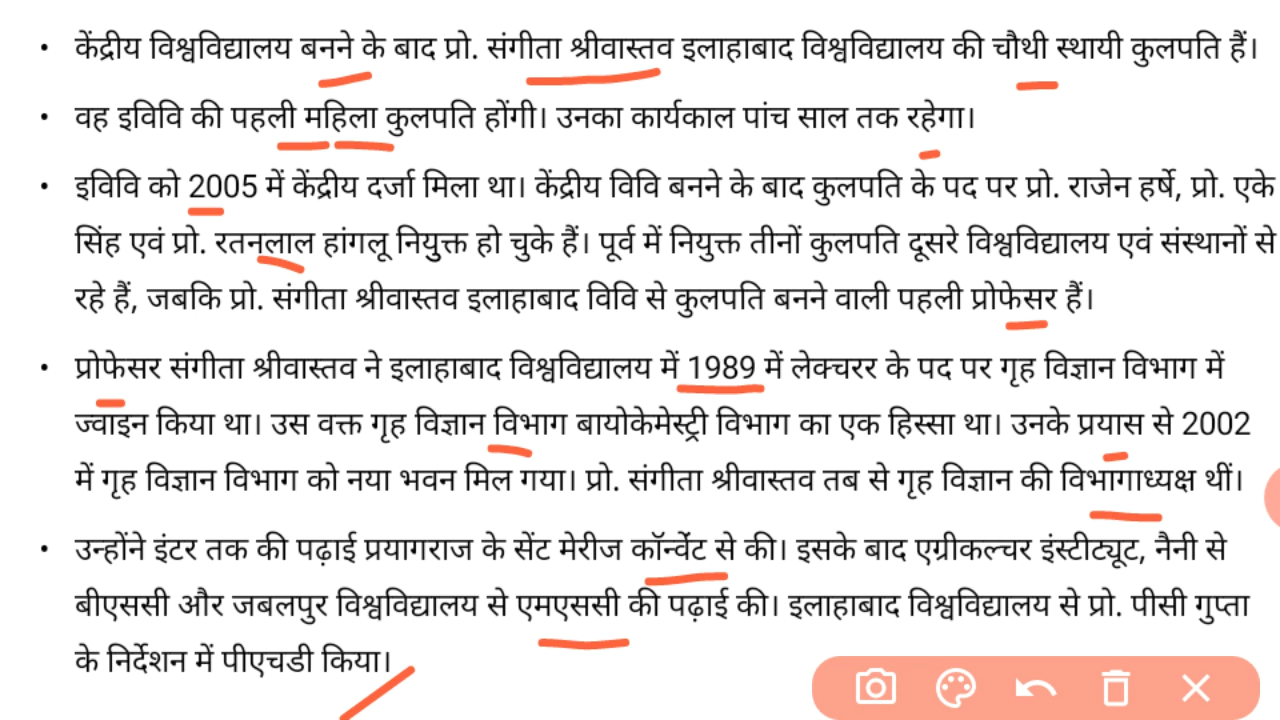 • केंद्रीय विश्वविद्यालय बनने के बाद प्रो. संगीता श्रीवास्तव इलाहाबाद विश्वविद्यालय की चौथी स्थायी कुलपति हैं।
• वह इविवि की पहली महिला कुलपति होंगी। उनका कार्यकाल पांच साल तक रहेगा।
• इविवि को 2005 में केंद्रीय दर्जा मिला था। केंद्रीय विवि बनने के बाद कुलपति के पद पर प्रो. राजेन हर्षे, प्रो. एके
सिंह एवं प्रो. रतनलाल हांगलू नियुक्त हो चुके हैं। पूर्व में नियुक्त तीनों कुलपति दूसरे विश्वविद्यालय एवं संस्थानों से
रहे हैं, जबकि प्रो. संगीता श्रीवास्तव इलाहाबाद विवि से कुलपति बनने वाली पहली प्रोफेसर हैं।
• प्रोफेसर संगीता श्रीवास्तव ने इलाहाबाद विश्वविद्यालय में 1989 में लेक्चरर के पद पर गृह विज्ञान विभाग में
ज्वाइन किया था। उस वक्त गृह विज्ञान विभाग बायोकेमेस्ट्री विभाग का एक हिस्सा था। उनके प्रयास से 2002
में गृह विज्ञान विभाग को नया भवन मिल गया। प्रो. संगीता श्रीवास्तव तब से गृह विज्ञान की विभागाध्यक्ष थीं।
• उन्होंने इंटर तक की पढ़ाई प्रयागराज के सेंट मेरीज कॉन्वेंट से की। इसके बाद एग्रीकल्चर इंस्टीट्यूट, नैनी से
बीएससी और जबलपुर विश्वविद्यालय से एमएससी की पढ़ाई की। इलाहाबाद विश्वविद्यालय से प्रो. पीसी गुप्ता
के निर्देशन में पीएचडी किया।